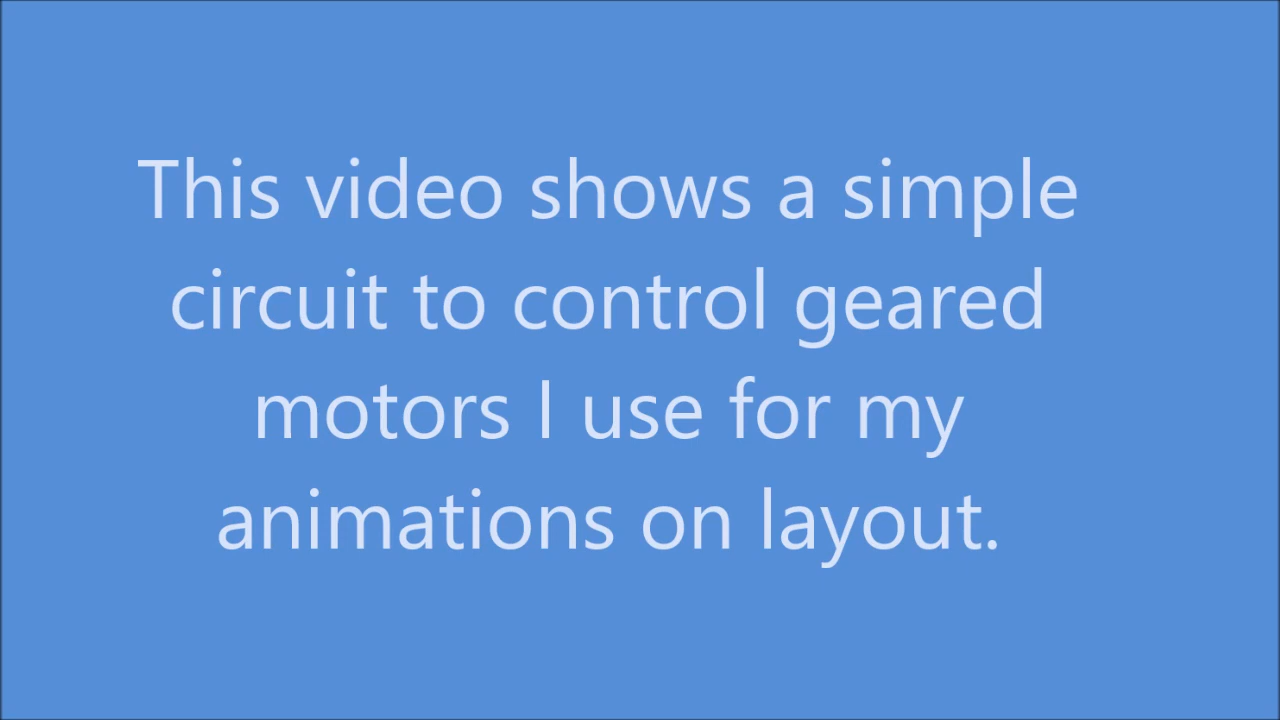 This video shows a simple
circuit to control geared
motors I use for my
animations on layout.